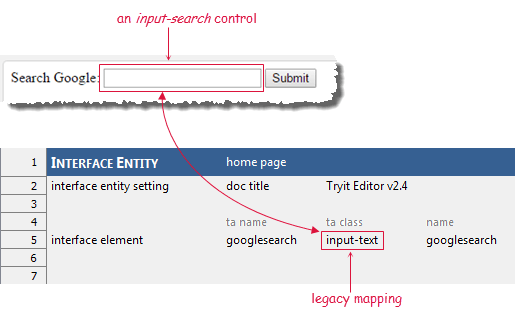 an input-search control
Search Google: Submit
1 INTERFACE ENTITY home page
2 interface entity setting doc title Tryit Editor v2.4
3
4 ta name ta class name
5 interface element googlesearch input-text googlesearch
6
7
legacy mapping